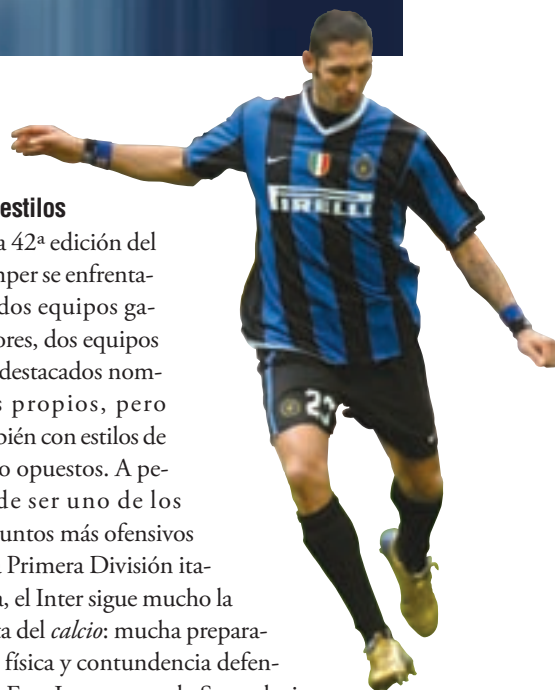 estilos
a 42ª edición del
mper se enfrenta-
dos equipos ga-
ores, dos equipos
destacados nom-
s propios, pero
bién con estilos de
o opuestos. A pe-
de ser uno de los
untos más ofensivos
a Primera División ita-
a, el Inter sigue mucho la
ta del calcio: mucha prepara-
física y contundencia defen-
PIRELLI
23